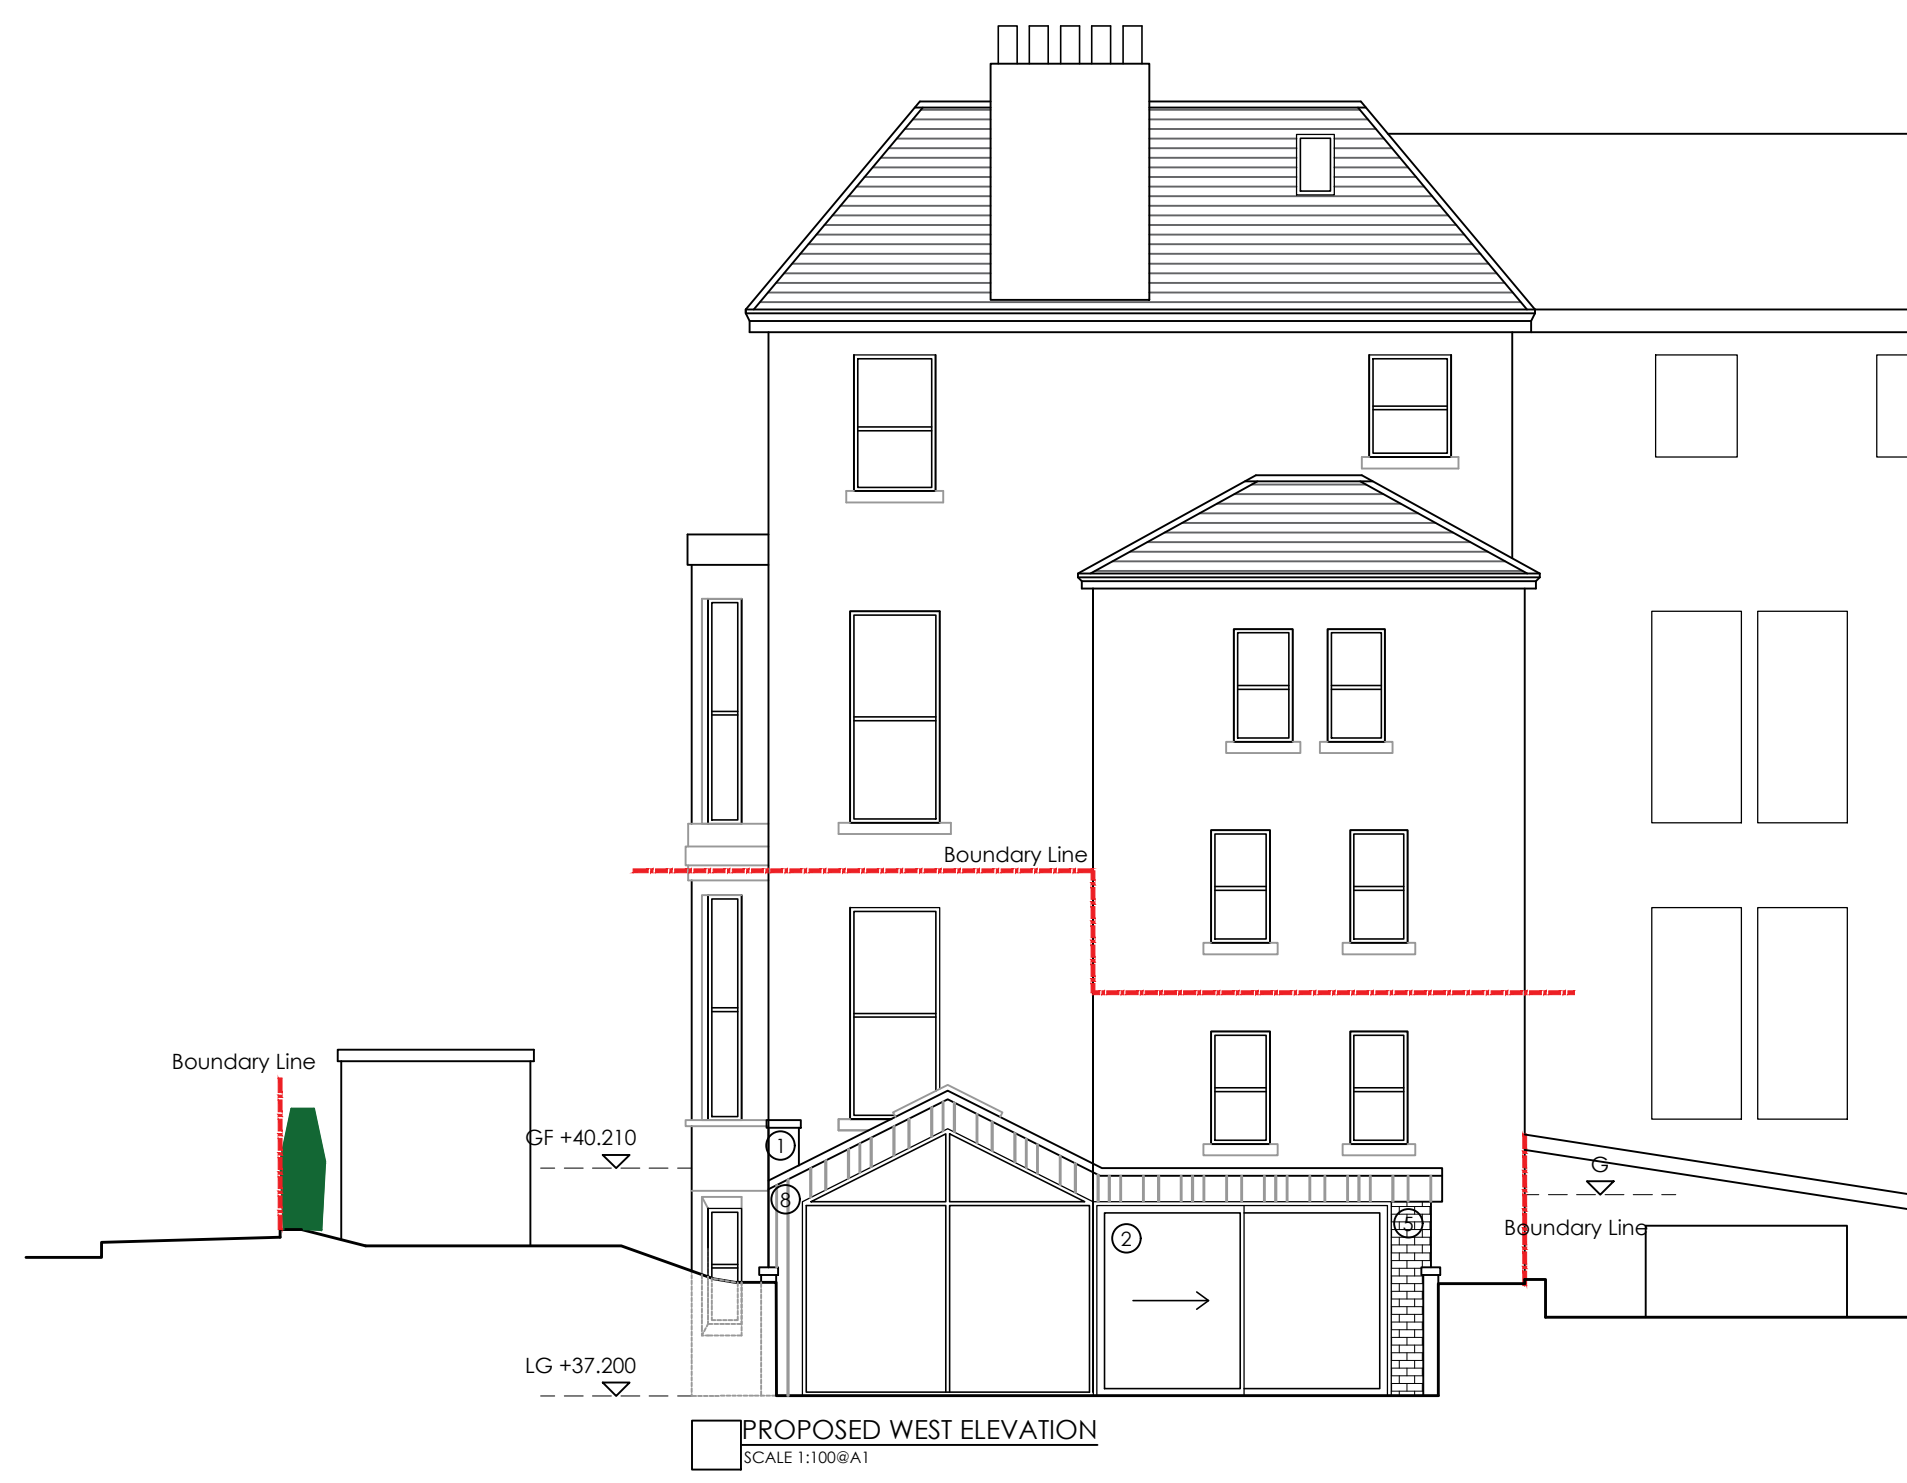 Boundary Line
Boundary Line
GF +40.210
1
G
8
5
Boundary Line
2
LG +37.200
PROPOSED WEST ELEVATION
SCALE 1:100@A1